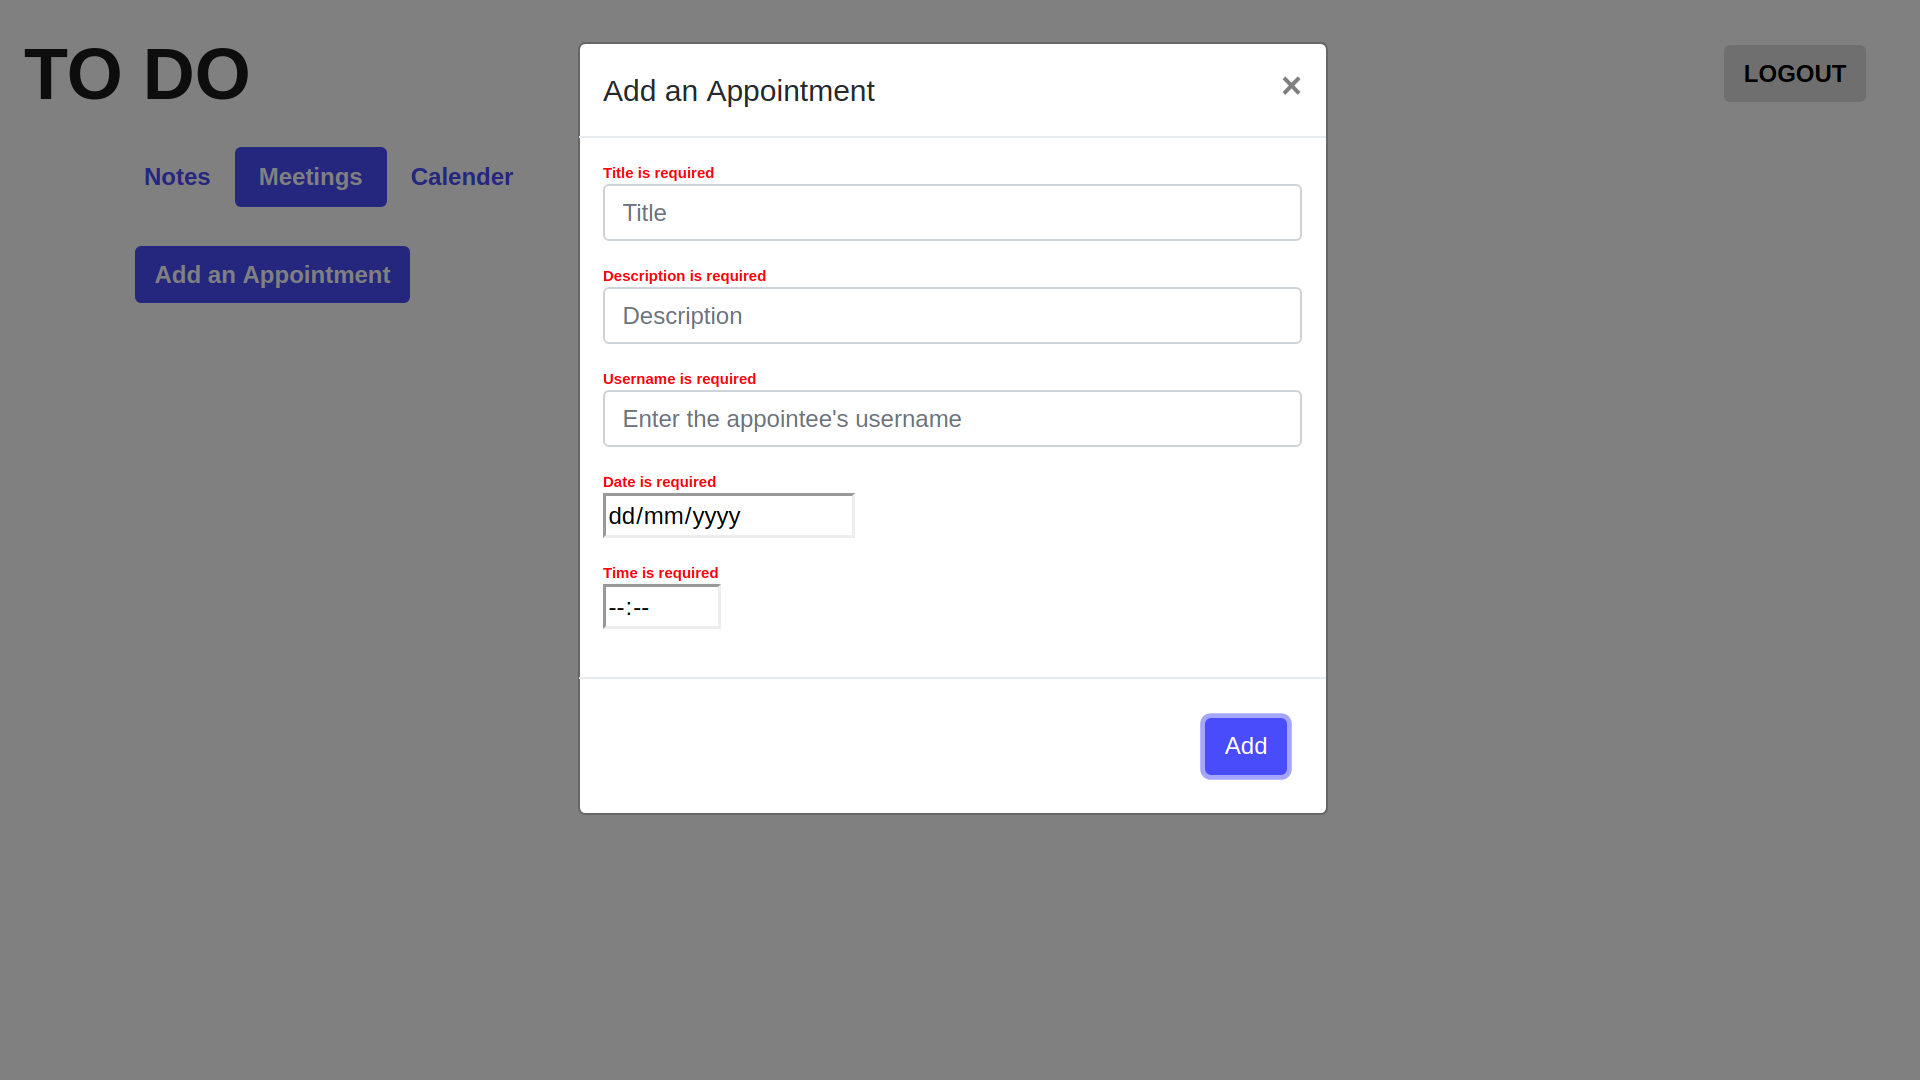 TO DO
LOGOUT
Notes
Meetings
Calender
Add an Appointment
Add an Appointment
×
Title is required
Title
Description is required
Description
Username is required
Enter the appointee's username
Date is required
dd/mm/yyyy
Time is required
--:--
Add